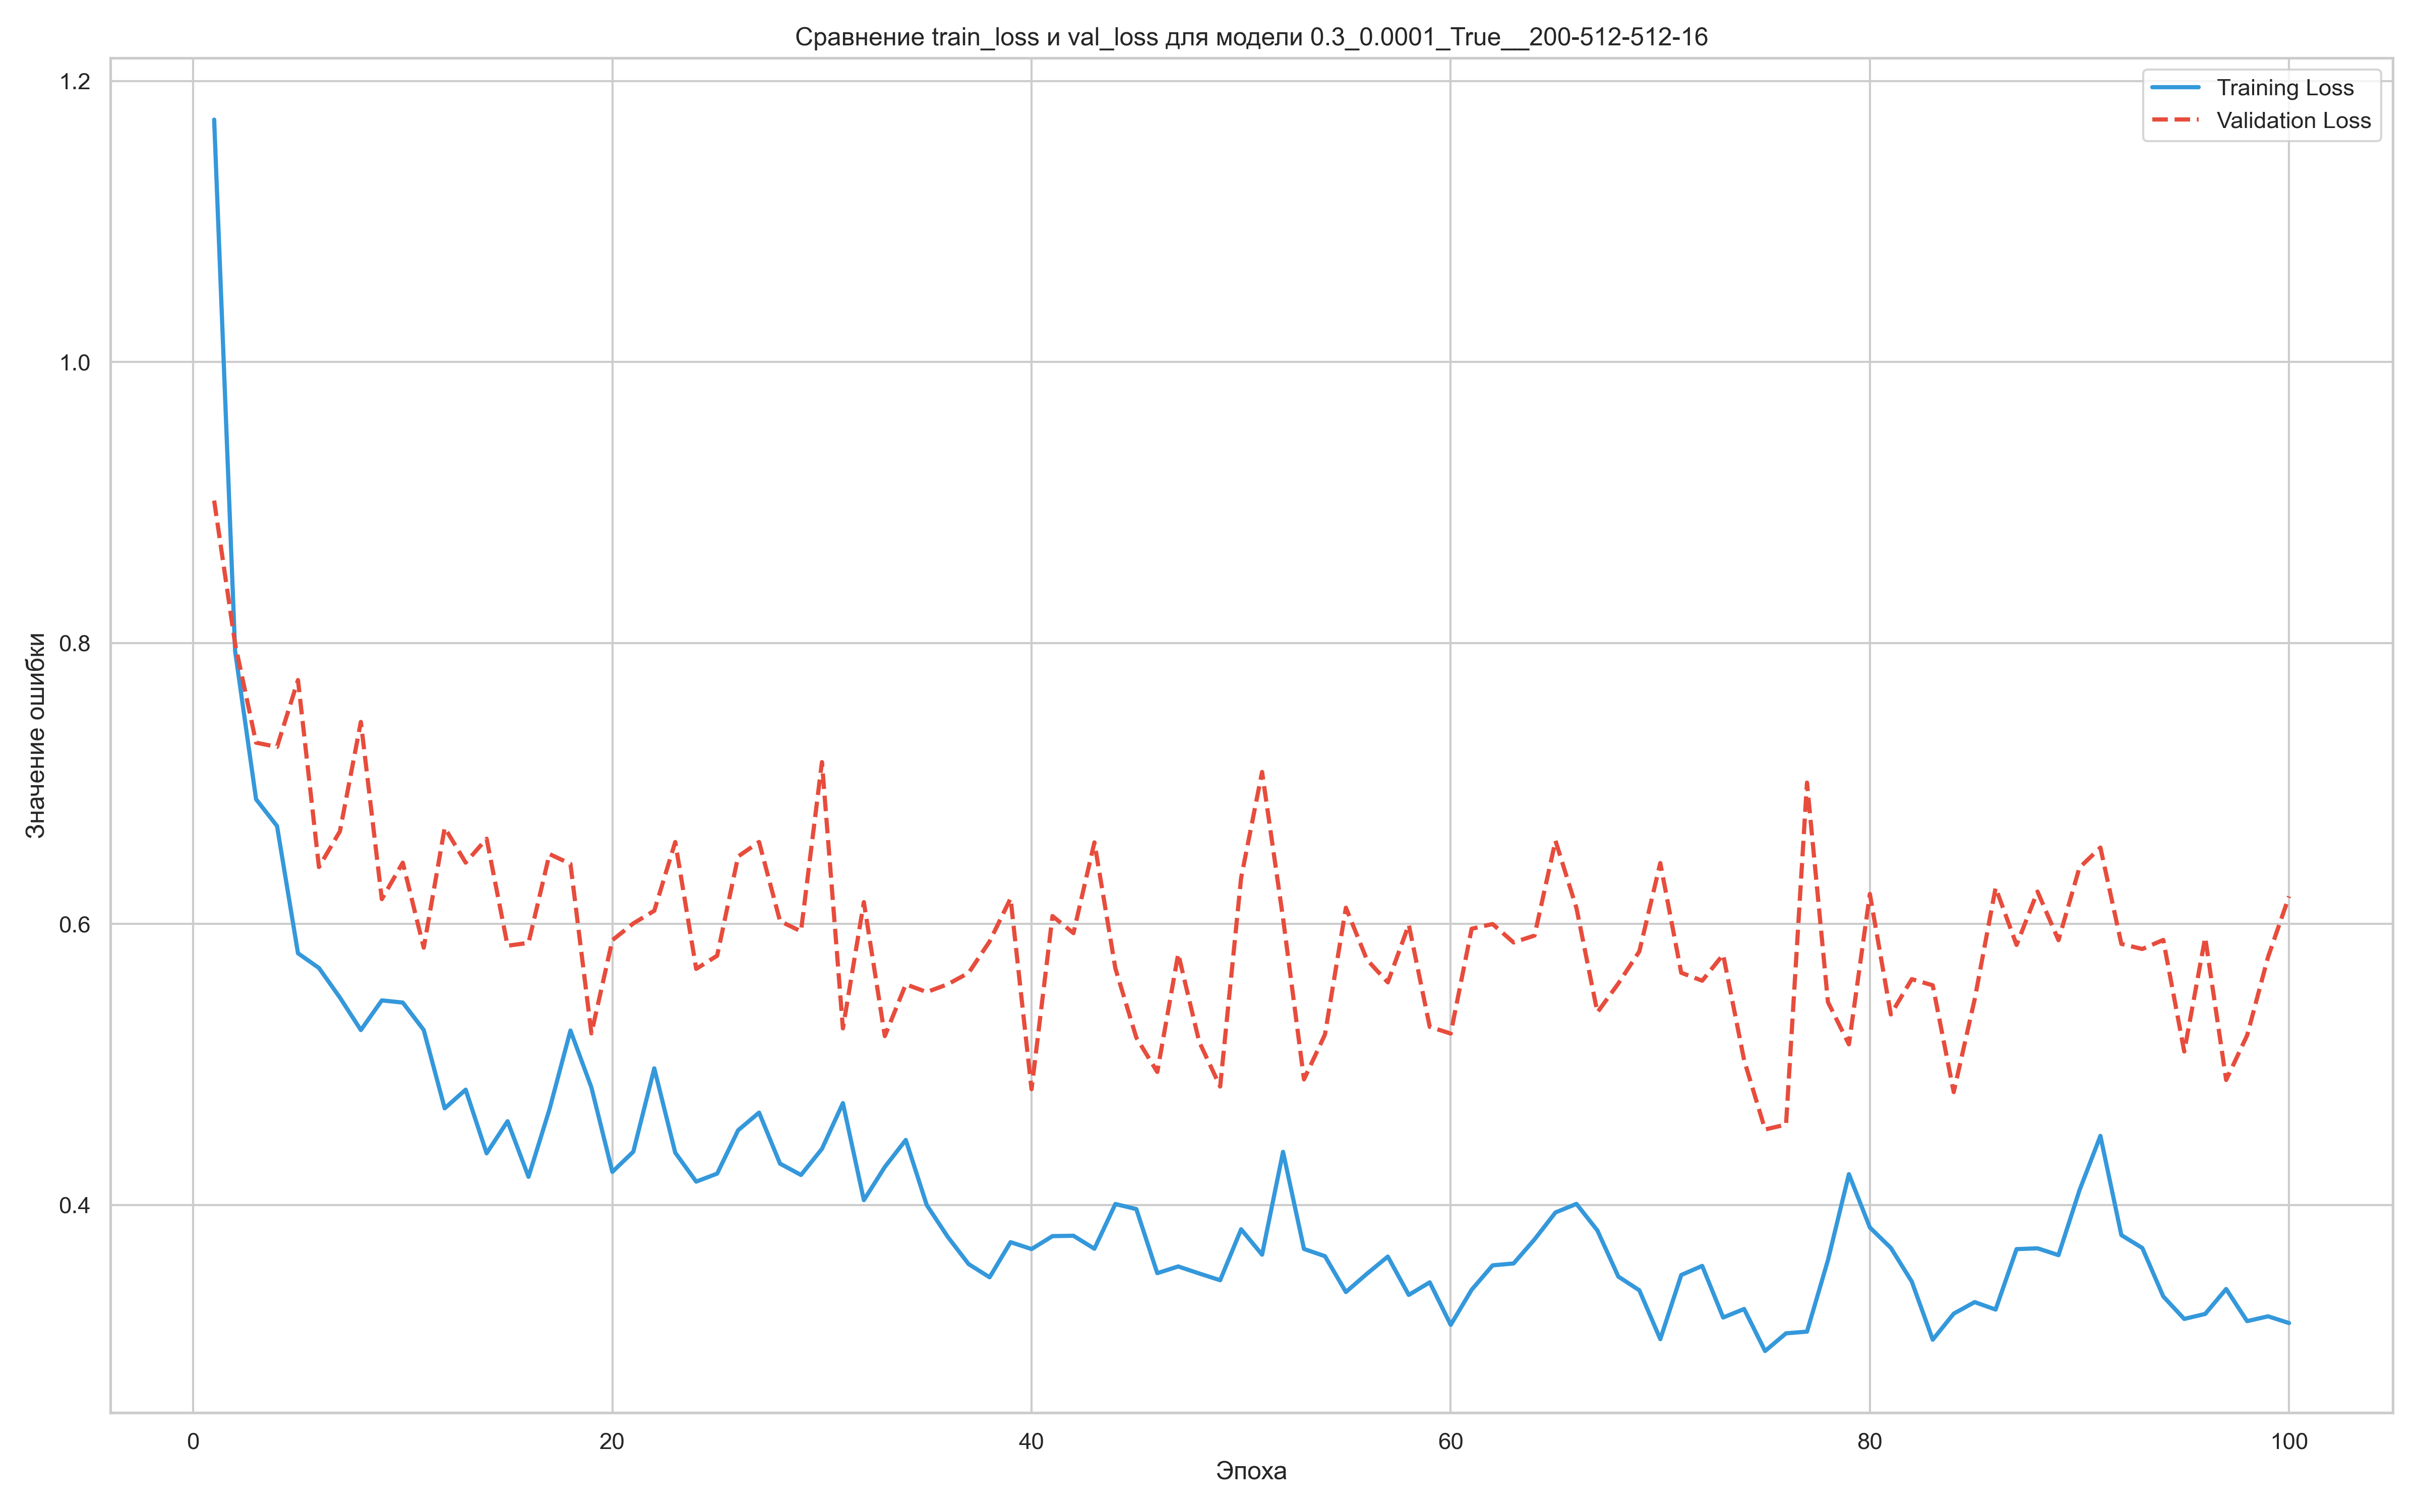 Сравнение train_loss и val_loss для модели 0.3_0.0001_True__200-512-512-16
Training Loss
Validation Loss
1.2
1.0
0.8
0.6
0.4
Значение ошибки
0 20 40 60 80 100
Эпоха